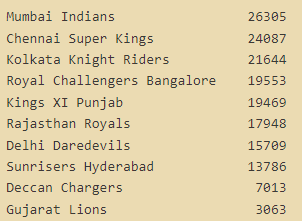 Mumbai Indians 26305
Chennai Super Kings 24087
Kolkata Knight Riders 21644
Royal Challengers Bangalore 19553
Kings XI Punjab 19469
Rajasthan Royals 17948
Delhi Daredevils 15709
Sunrisers Hyderabad 13786
Deccan Chargers 7013
Gujarat Lions 3063